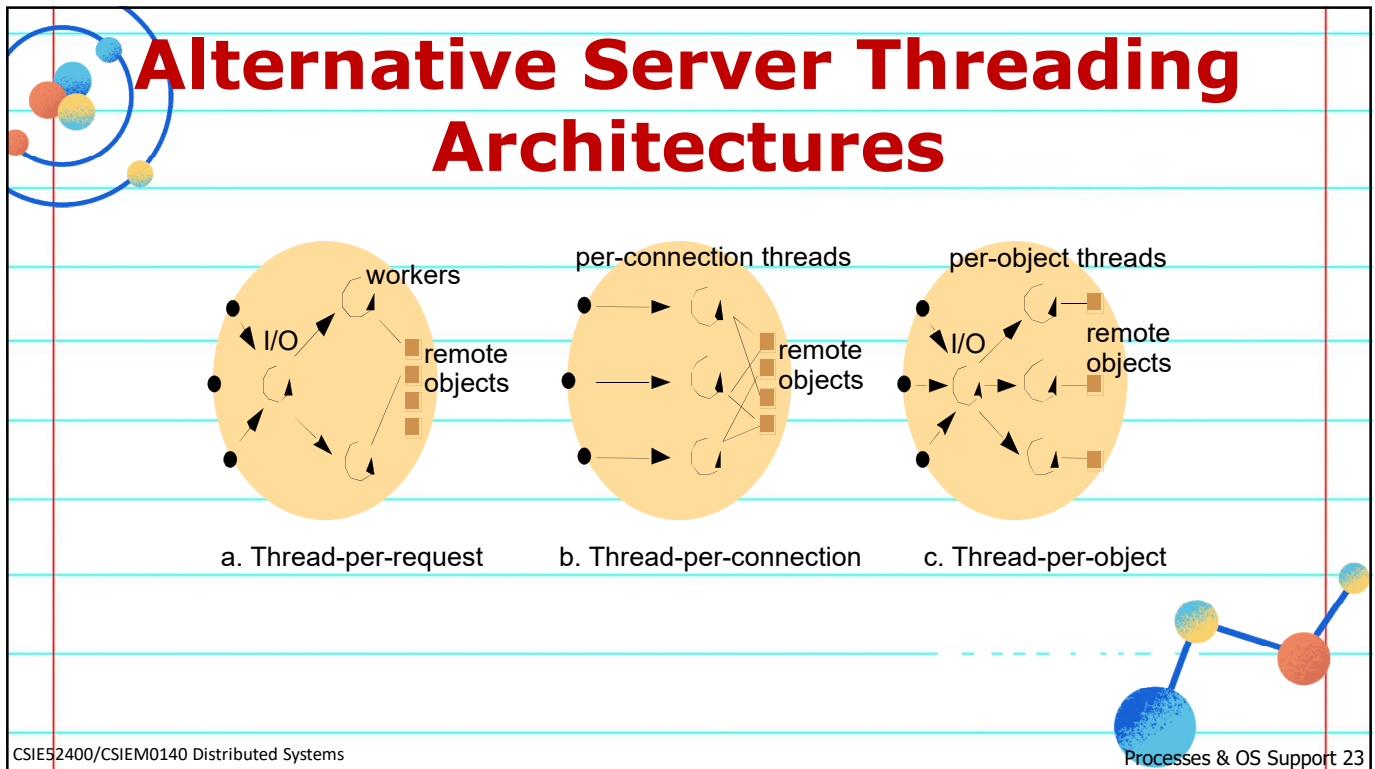 Alternative Server Threading
Architectures
workers
I/O
remote
objects
a. Thread-per-request
per-connection threads
remote
objects
b. Thread-per-connection
per-object threads
I/O
remote
objects
c. Thread-per-object
CSIE52400/CSIEM0140 Distributed Systems
Processes & OS Support 23